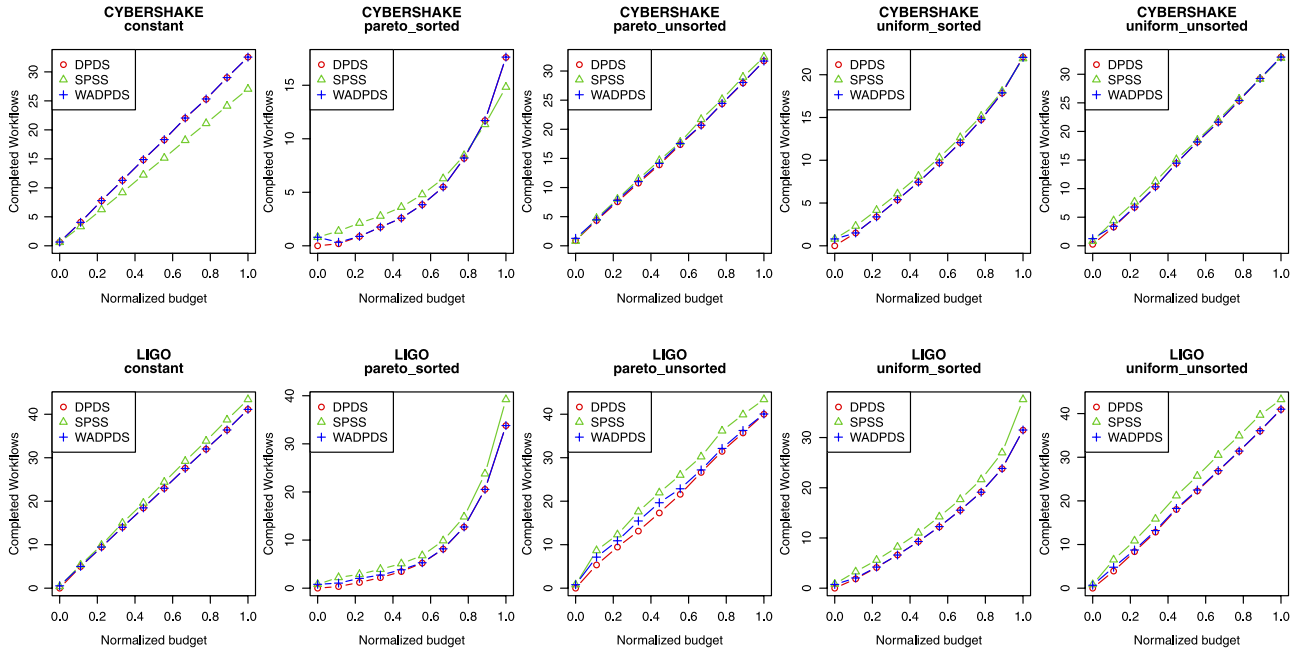 CYBERSHAKE
constant
Completed Workflows
0 5 10 15 20 25 30
DPDS
SPSS
WADPDS
0.0 0.2 0.4 0.6 0.8 1.0
Normalized budget
CYBERSHAKE
pareto_sorted
Completed Workflows
0 5 10 15
DPDS
SPSS
WADPDS
0.0 0.2 0.4 0.6 0.8 1.0
Normalized budget
CYBERSHAKE
pareto_unsorted
Completed Workflows
0 5 10 15 20 25 30
DPDS
SPSS
WADPDS
0.0 0.2 0.4 0.6 0.8 1.0
Normalized budget
CYBERSHAKE
uniform_sorted
Completed Workflows
0 5 10 15 20
DPDS
SPSS
WADPDS
0.0 0.2 0.4 0.6 0.8 1.0
Normalized budget
CYBERSHAKE
uniform_unsorted
Completed Workflows
0 5 10 15 20 25 30
DPDS
SPSS
WADPDS
0.0 0.2 0.4 0.6 0.8 1.0
Normalized budget
LIGO
constant
Completed Workflows
0 10 20 30 40
DPDS
SPSS
WADPDS
0.0 0.2 0.4 0.6 0.8 1.0
Normalized budget
LIGO
pareto_sorted
Completed Workflows
0 10 20 30 40
DPDS
SPSS
WADPDS
0.0 0.2 0.4 0.6 0.8 1.0
Normalized budget
LIGO
pareto_unsorted
Completed Workflows
0 10 20 30 40
DPDS
SPSS
WADPDS
0.0 0.2 0.4 0.6 0.8 1.0
Normalized budget
LIGO
uniform_sorted
Completed Workflows
0 10 20 30
DPDS
SPSS
WADPDS
0.0 0.2 0.4 0.6 0.8 1.0
Normalized budget
LIGO
uniform_unsorted
Completed Workflows
0 10 20 30 40
DPDS
SPSS
WADPDS
0.0 0.2 0.4 0.6 0.8 1.0
Normalized budget